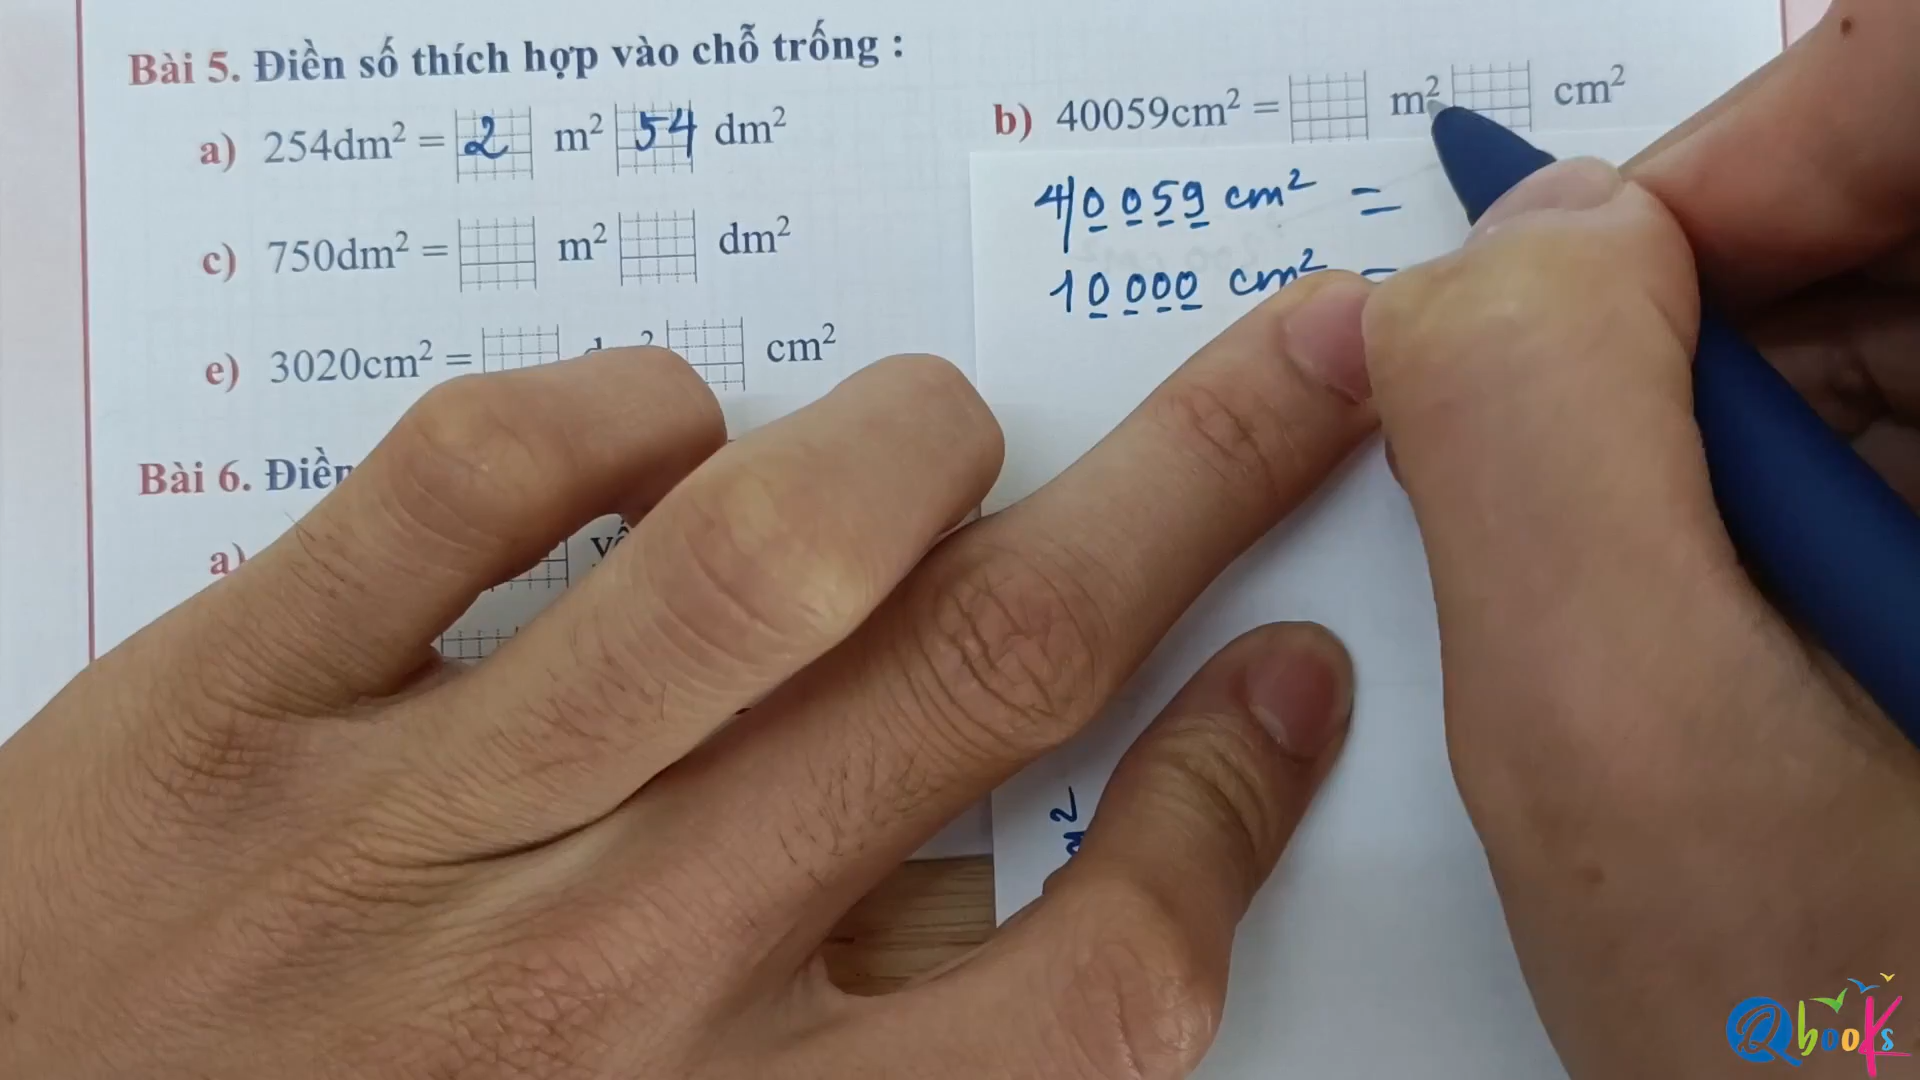 Bài 5. Điền số thích hợp vào chỗ trống :
a) 254dm² = 2 m² 54 dm²
b) 40059cm² = m² cm²
40059 cm² =
10000 cm² =
c) 750dm² = m² dm²
e) 3020cm² = cm²
Bài 6. Điền
a)
Qbooks